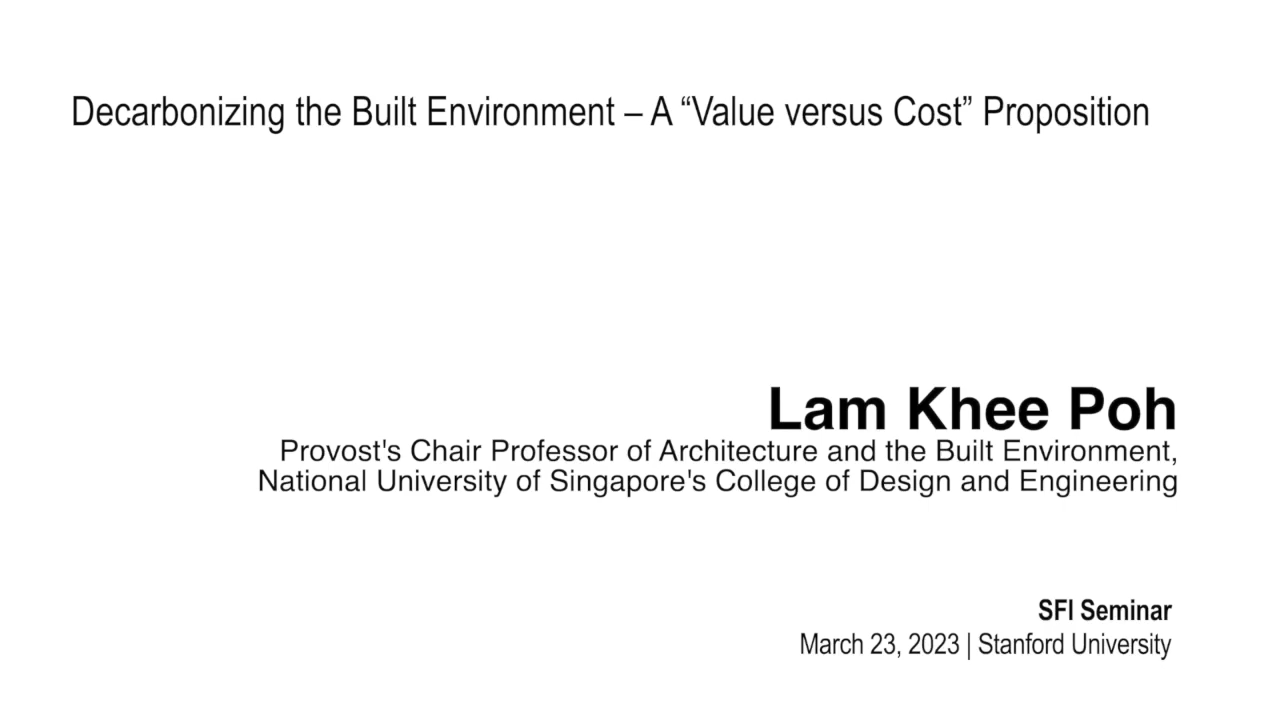 Decarbonizing the Built Environment – A “Value versus Cost” Proposition
Lam Khee Poh
Provost's Chair Professor of Architecture and the Built Environment,
National University of Singapore's College of Design and Engineering
SFI Seminar
March 23, 2023 | Stanford University